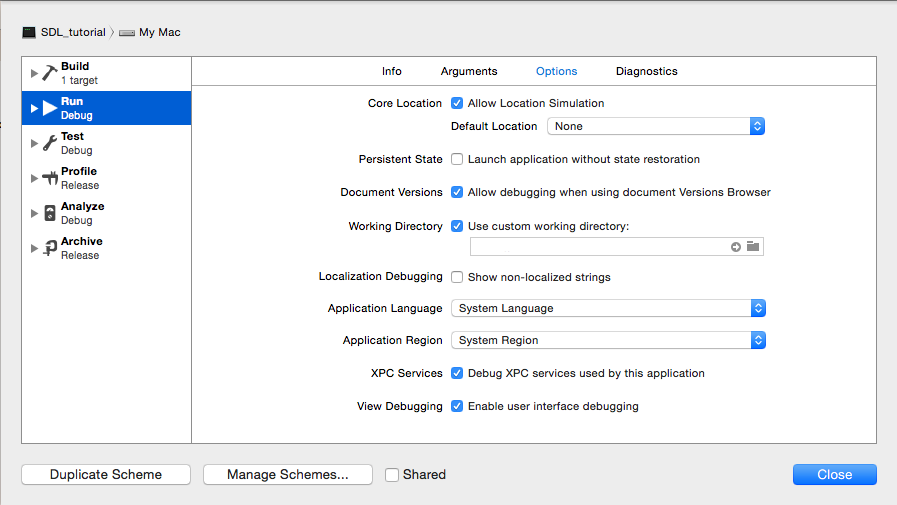 SDL_tutorial 〉 My Mac
Build
1 target
Run
Debug
Test
Debug
Profile
Release
Analyze
Debug
Archive
Release
Info Arguments Options Diagnostics
Core Location Allow Location Simulation
Default Location None
Persistent State Launch application without state restoration
Document Versions Allow debugging when using document Versions Browser
Working Directory Use custom working directory:
Localization Debugging Show non-localized strings
Application Language System Language
Application Region System Region
XPC Services Debug XPC services used by this application
View Debugging Enable user interface debugging
Duplicate Scheme Manage Schemes... Shared Close